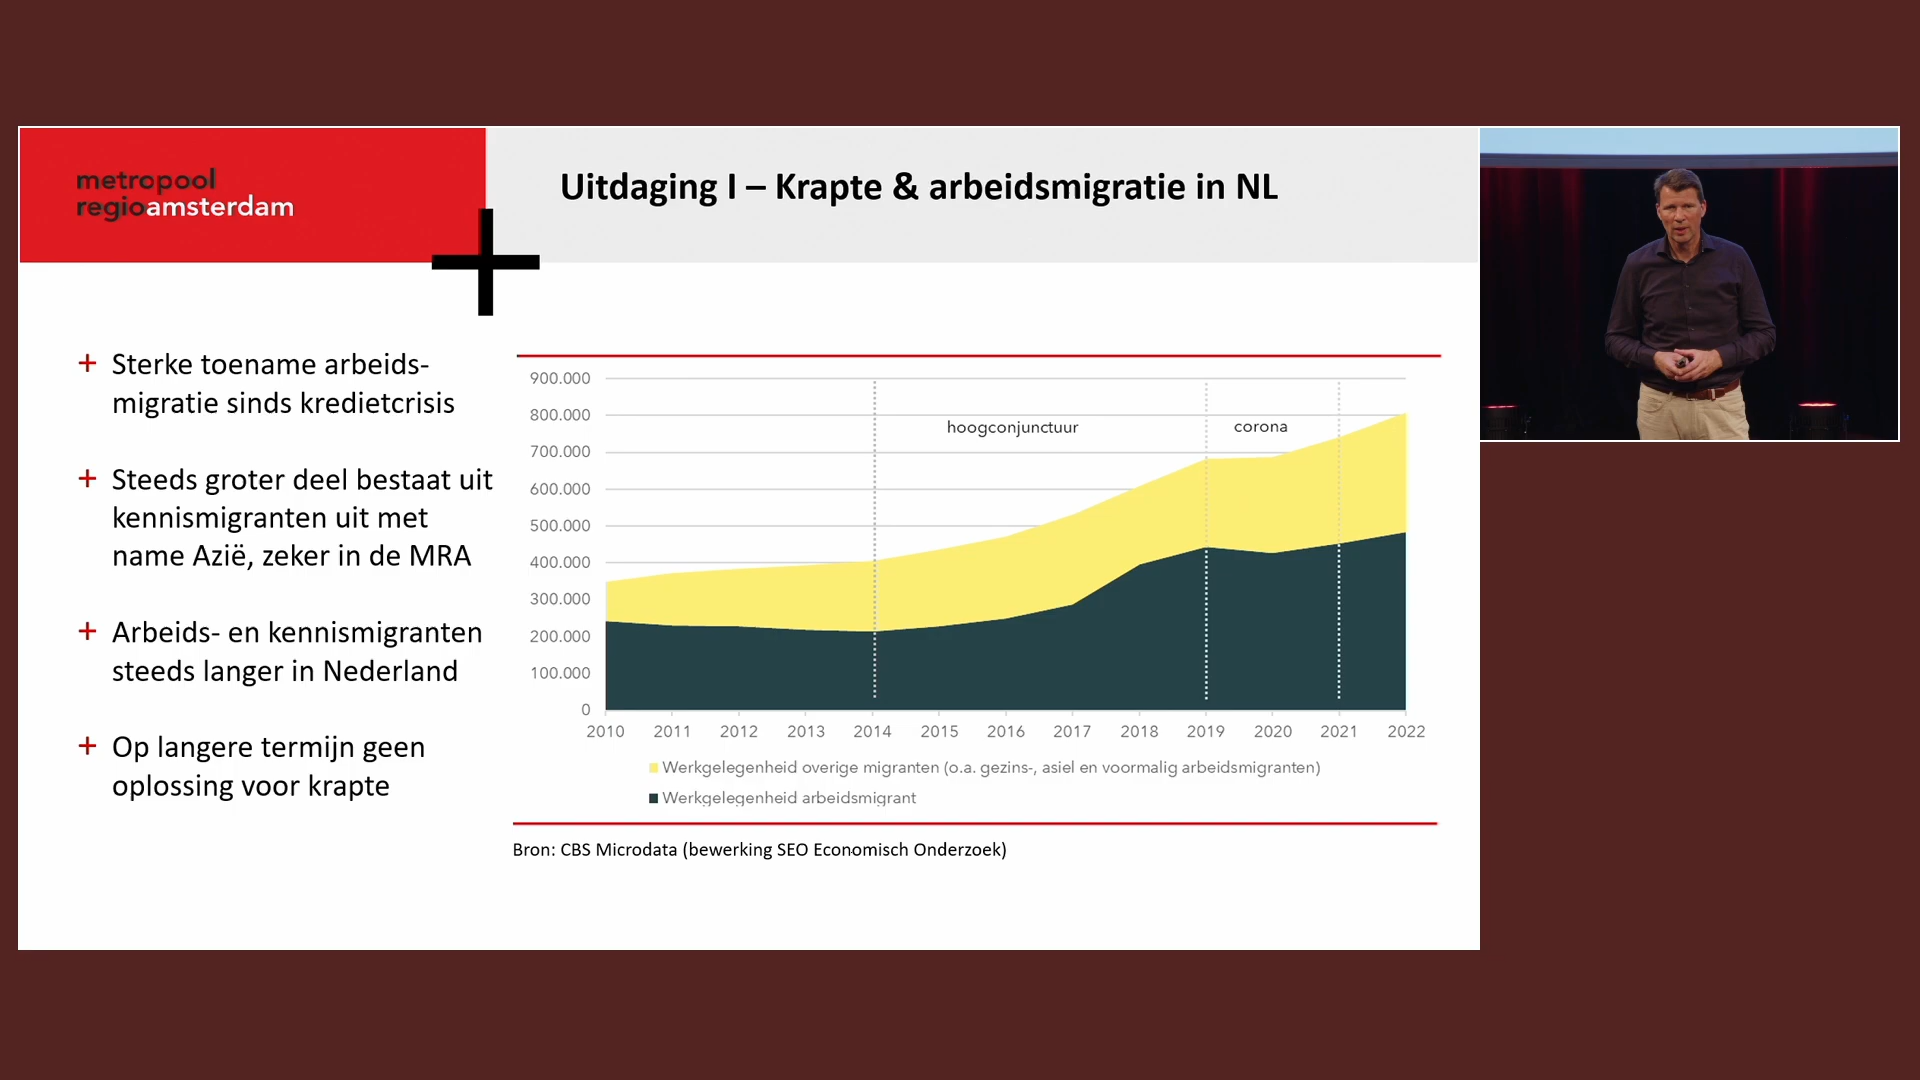 metropool
regioamsterdam
Uitdaging I – Krapte & arbeidsmigratie in NL
+ Sterke toename arbeids-
migratie sinds kredietcrisis
+ Steeds groter deel bestaat uit
kennismigranten uit met
name Azië, zeker in de MRA
+ Arbeids- en kennismigranten
steeds langer in Nederland
+ Op langere termijn geen
oplossing voor krapte
900.000
800.000
700.000
600.000
500.000
400.000
300.000
200.000
100.000
0
hoogconjunctuur
corona
2010 2011 2012 2013 2014 2015 2016 2017 2018 2019 2020 2021 2022
Werkgelegenheid overige migranten (o.a. gezins-, asiel en voormalig arbeidsmigranten)
Werkgelegenheid arbeidsmigrant
Bron: CBS Microdata (bewerking SEO Economisch Onderzoek)